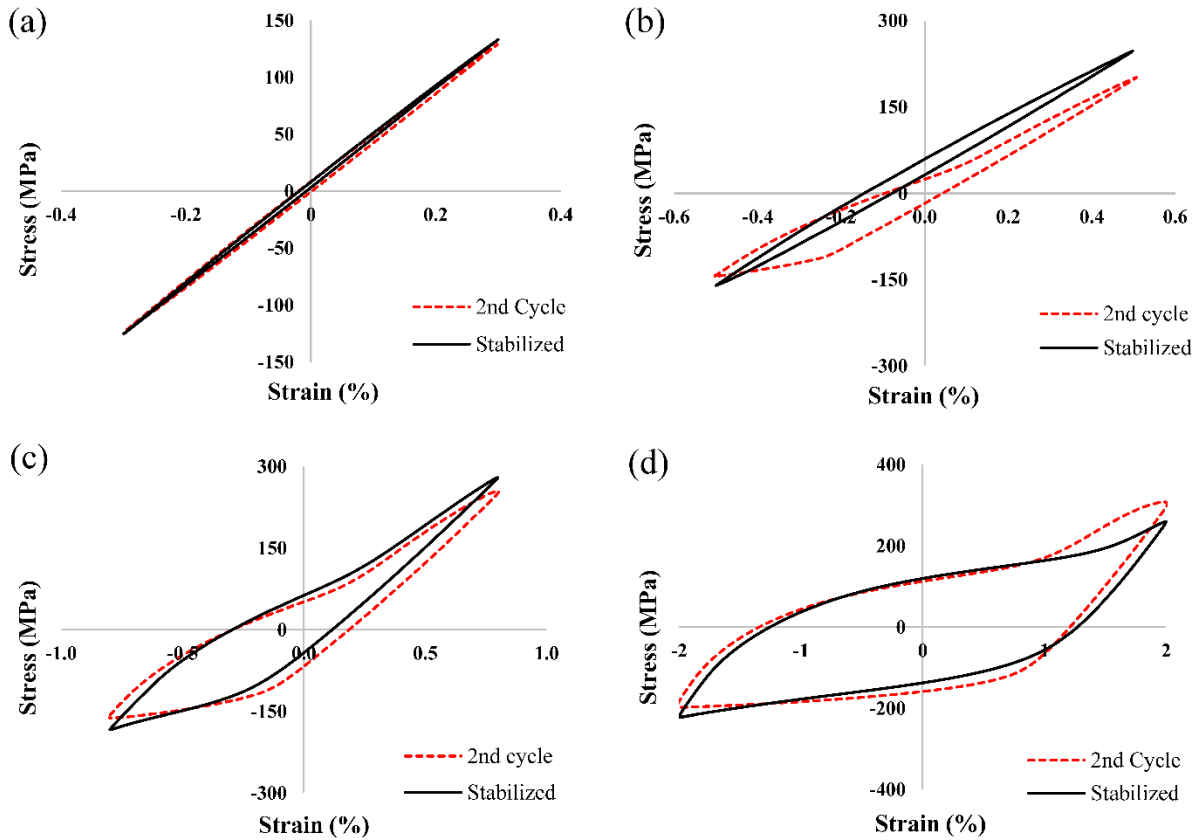 (a)
150
100
50
0
-50
-100
-150
-0.4
-0.2
0
0.2
0.4
Stress (MPa)
Strain (%)
2nd Cycle
Stabilized
(b)
300
150
0
-150
-300
-0.6
-0.4
-0.2
0.0
0.2
0.4
0.6
Stress (MPa)
Strain (%)
2nd cycle
Stabilized
(c)
300
150
0
-150
-300
-1.0
-0.5
0.0
0.5
1.0
Stress (MPa)
Strain (%)
2nd cycle
Stabilized
(d)
400
200
0
-200
-400
-2
-1
0
1
2
Stress (MPa)
Strain (%)
2nd Cycle
Stabilized